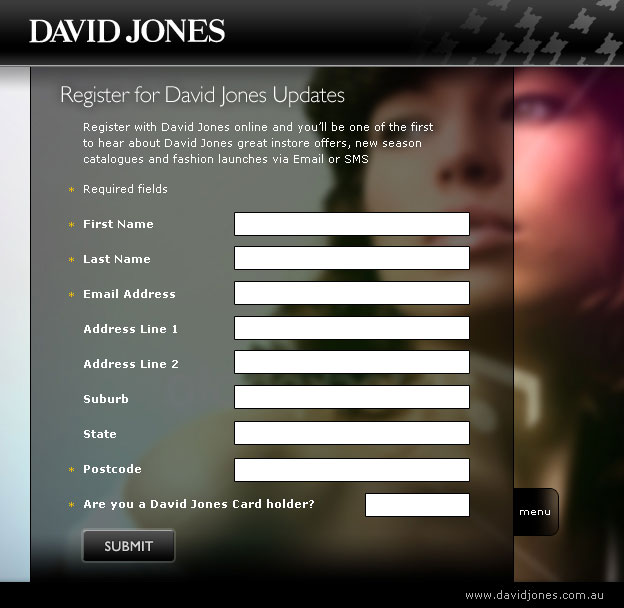 DAVID JONES
Register for David Jones Updates
Register with David Jones online and you'll be one of the first
to hear about David Jones great instore offers, new season
catalogues and fashion launches via Email or SMS
* Required fields
* First Name
* Last Name
* Email Address
Address Line 1
Address Line 2
Suburb
State
* Postcode
* Are you a David Jones Card holder?
menu
SUBMIT
www.davidjones.com.au